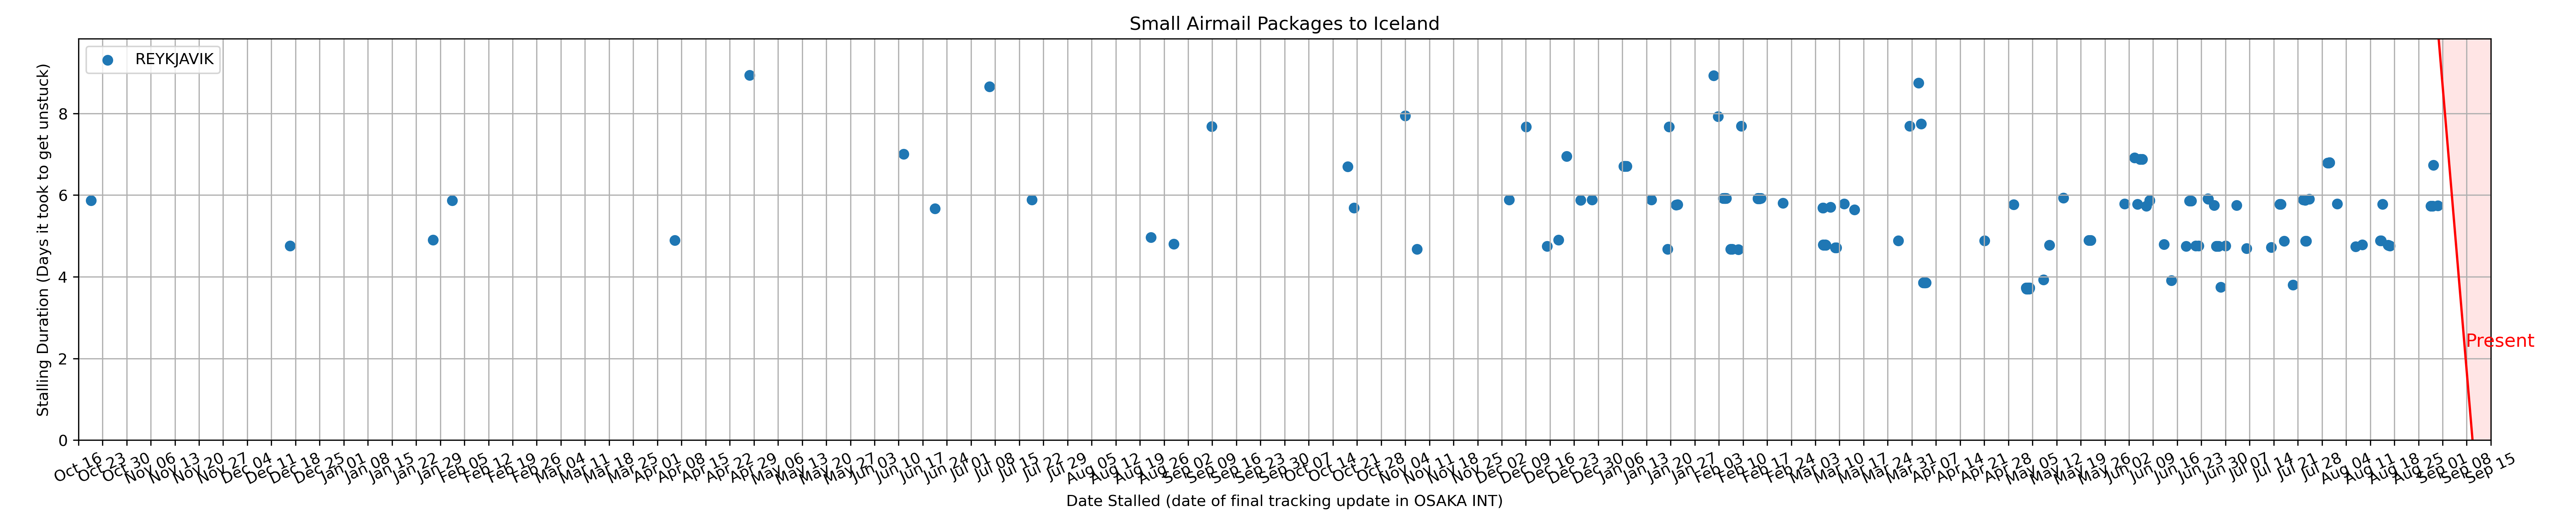 Small Airmail Packages to Iceland
REYKJAVIK
Stalling Duration (Days it took to get unstuck)
8
6
4
2
0
Present
Oct 16
Oct 23
Oct 30
Nov 06
Nov 13
Nov 20
Nov 27
Dec 04
Dec 11
Dec 18
Dec 25
Jan 01
Jan 08
Jan 15
Jan 22
Jan 29
Feb 05
Feb 12
Feb 19
Feb 26
Mar 04
Mar 11
Mar 18
Mar 25
Apr 01
Apr 08
Apr 15
Apr 22
Apr 29
May 06
May 13
May 20
May 27
Jun 03
Jun 10
Jun 17
Jun 24
Jul 01
Jul 08
Jul 15
Jul 22
Jul 29
Aug 05
Aug 12
Aug 19
Aug 26
Sep 02
Sep 09
Sep 16
Sep 23
Sep 30
Oct 07
Oct 14
Oct 21
Oct 28
Nov 04
Nov 11
Nov 18
Nov 25
Dec 02
Dec 09
Dec 16
Dec 23
Dec 30
Jan 06
Jan 13
Jan 20
Jan 27
Feb 03
Feb 10
Feb 17
Feb 24
Mar 03
Mar 10
Mar 17
Mar 24
Mar 31
Apr 07
Apr 14
Apr 21
Apr 28
May 05
May 12
May 19
May 26
Jun 02
Jun 09
Jun 16
Jun 23
Jun 30
Jul 07
Jul 14
Jul 21
Jul 28
Aug 04
Aug 11
Aug 18
Aug 25
Sep 01
Sep 08
Sep 15
Date Stalled (date of final tracking update in OSAKA INT)